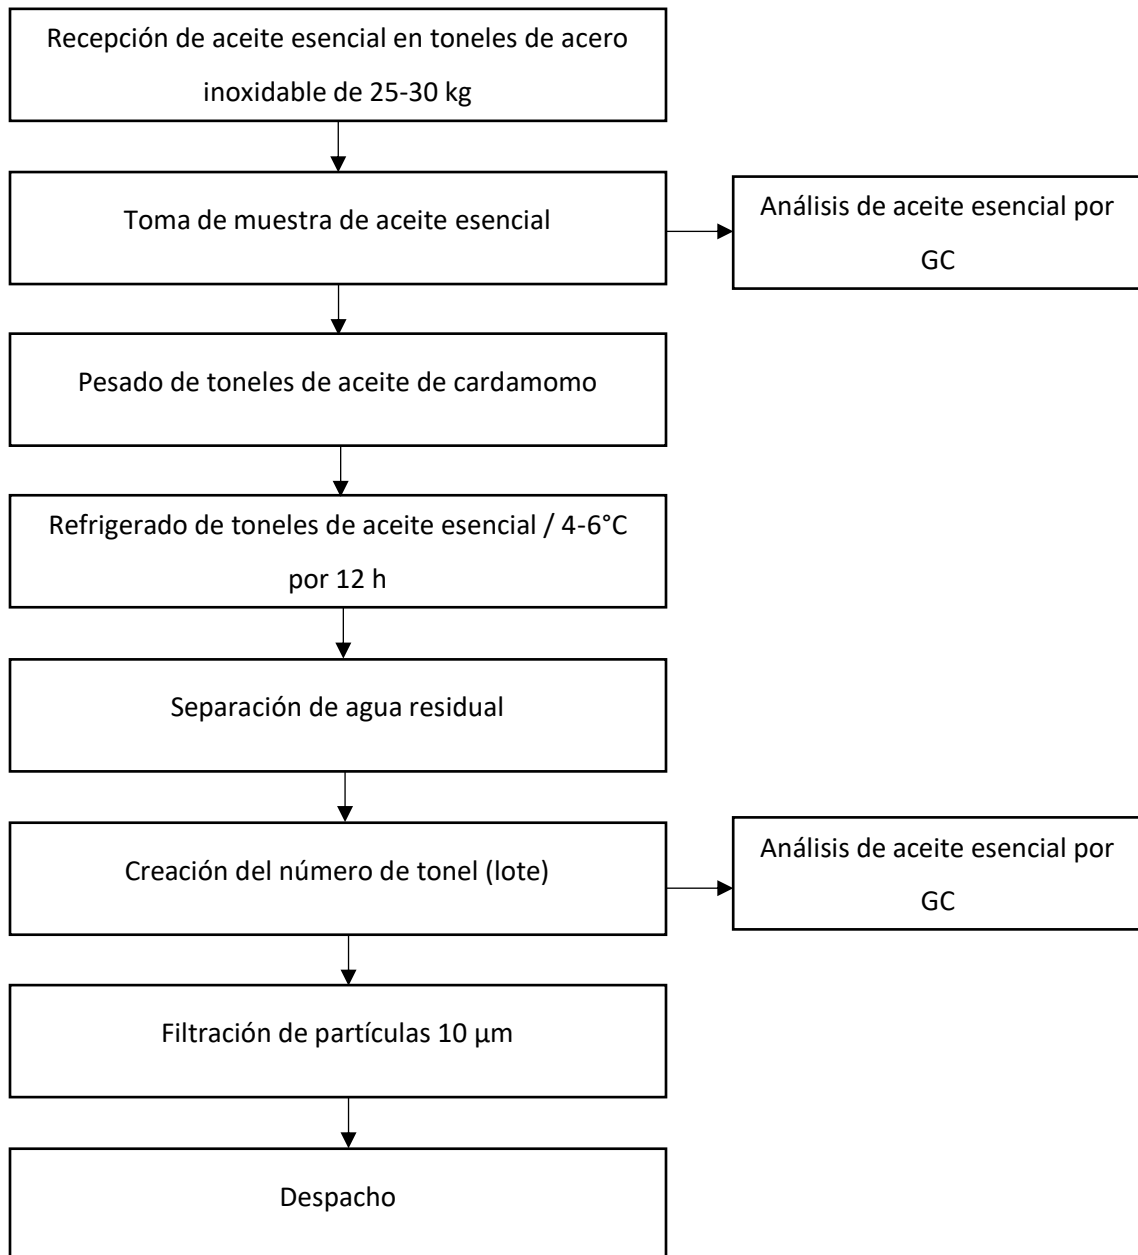 Recepción de aceite esencial en toneles de acero
inoxidable de 25-30 kg
Toma de muestra de aceite esencial
Análisis de aceite esencial por
GC
Pesado de toneles de aceite de cardamomo
Refrigerado de toneles de aceite esencial / 4-6°C
por 12 h
Separación de agua residual
Creación del número de tonel (lote)
Análisis de aceite esencial por
GC
Filtración de partículas 10 µm
Despacho